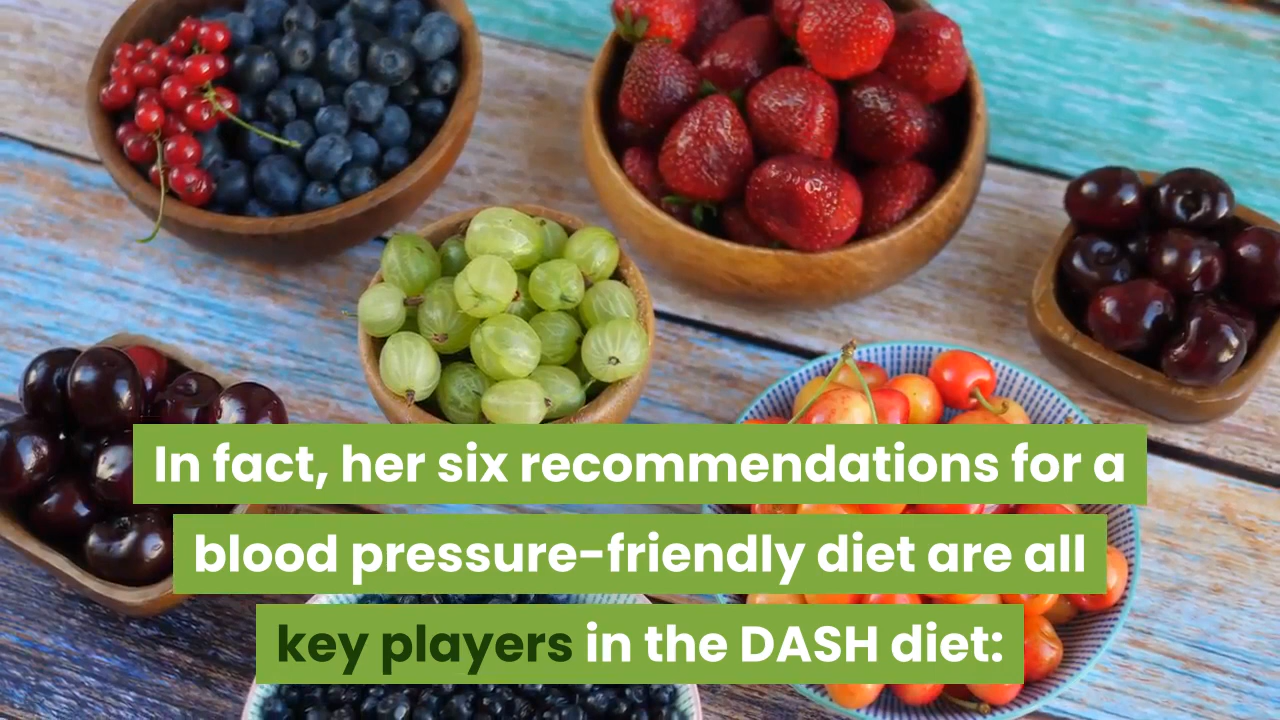 In fact, her six recommendations for a
blood pressure-friendly diet are all
key players in the DASH diet: